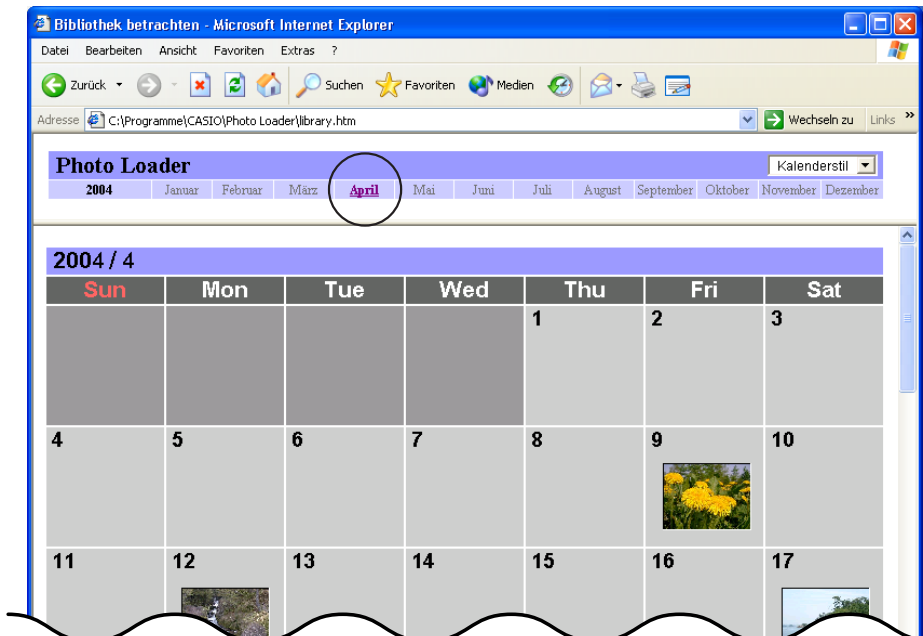 Bibliothek betrachten - Microsoft Internet Explorer
Datei Bearbeiten Ansicht Favoriten Extras ?
Zurück Suchen Favoriten Medien
Adresse C:\Programme\CASIO\Photo Loader\library.htm Wechseln zu Links »
Photo Loader Kalenderstil
2004 Januar Februar März April Mai Juni Juli August September Oktober November Dezember
2004 / 4
Sun Mon Tue Wed Thu Fri Sat
1 2 3
4 5 6 7 8 9 10
11 12 13 14 15 16 17